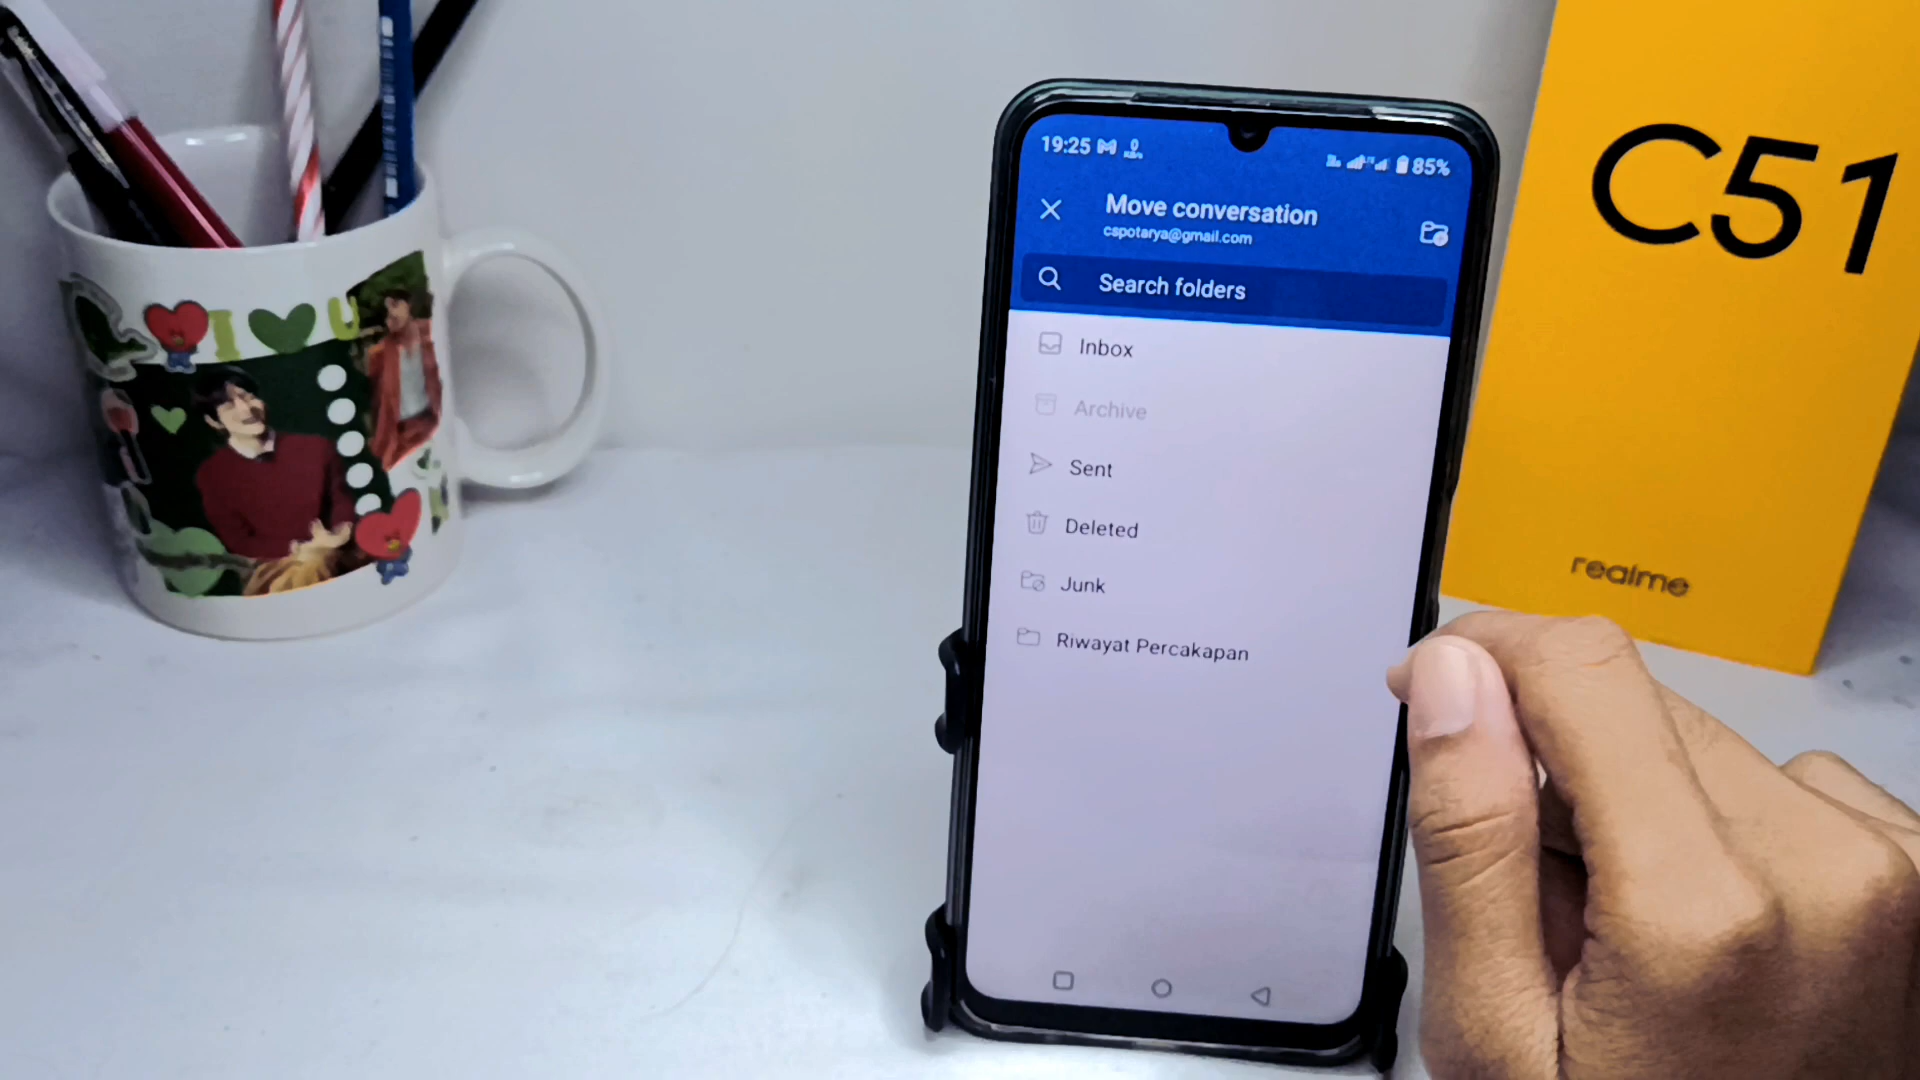 I U
19:25
85%
Move conversation
cspotarya@gmail.com
Search folders
Inbox
Archive
Sent
Deleted
Junk
Riwayat Percakapan
C51
realme